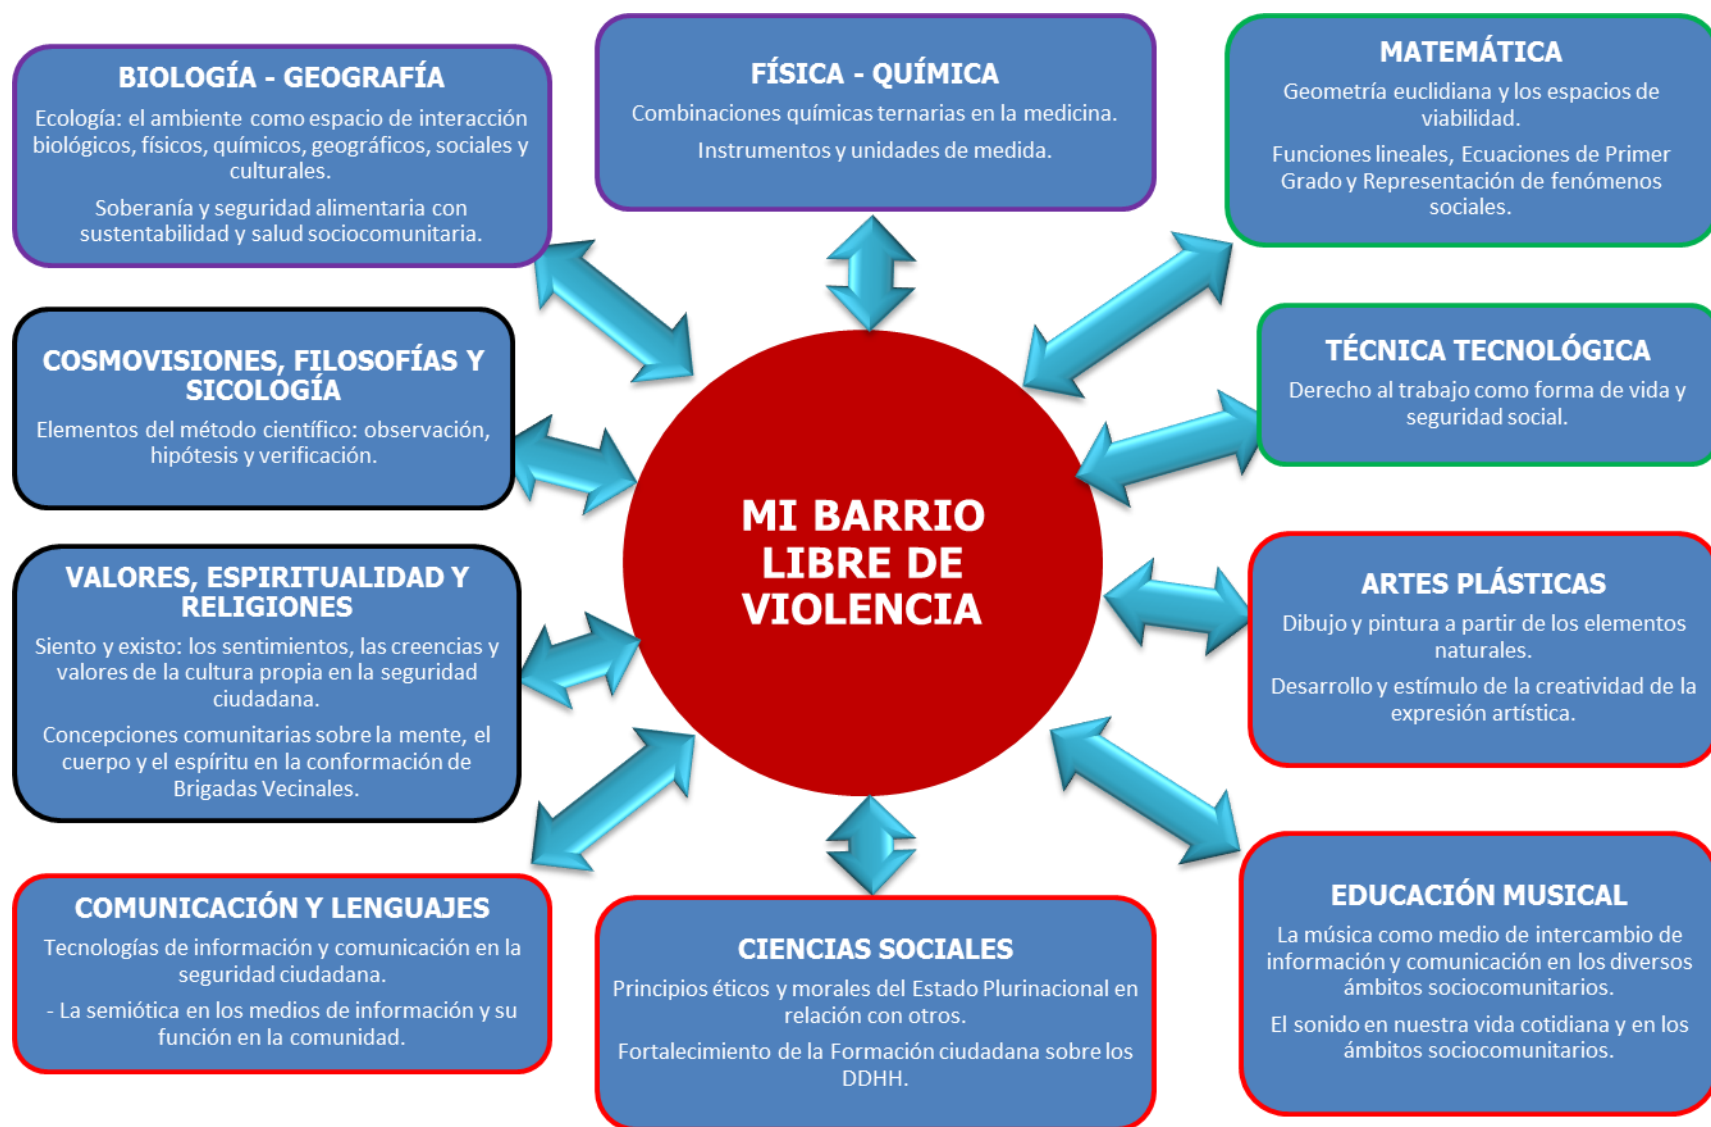 BIOLOGÍA - GEOGRAFÍA
Ecología: el ambiente como espacio de interacción
biológicos, físicos, químicos, geográficos, sociales y
culturales.
Soberanía y seguridad alimentaria con
sustentabilidad y salud sociocomunitaria.
FÍSICA - QUÍMICA
Combinaciones químicas ternarias en la medicina.
Instrumentos y unidades de medida.
MATEMÁTICA
Geometría euclidiana y los espacios de
viabilidad.
Funciones lineales, Ecuaciones de Primer
Grado y Representación de fenómenos
sociales.
COSMOVISIONES, FILOSOFÍAS Y
SICOLOGÍA
Elementos del método científico: observación,
hipótesis y verificación.
TÉCNICA TECNOLÓGICA
Derecho al trabajo como forma de vida y
seguridad social.
MI BARRIO
LIBRE DE
VIOLENCIA
VALORES, ESPIRITUALIDAD Y
RELIGIONES
Siento y existo: los sentimientos, las creencias y
valores de la cultura propia en la seguridad
ciudadana.
Concepciones comunitarias sobre la mente, el
cuerpo y el espíritu en la conformación de
Brigadas Vecinales.
ARTES PLÁSTICAS
Dibujo y pintura a partir de los elementos
naturales.
Desarrollo y estímulo de la creatividad de la
expresión artística.
COMUNICACIÓN Y LENGUAJES
Tecnologías de información y comunicación en la
seguridad ciudadana.
- La semiótica en los medios de información y su
función en la comunidad.
CIENCIAS SOCIALES
Principios éticos y morales del Estado Plurinacional en
relación con otros.
Fortalecimiento de la Formación ciudadana sobre los
DDHH.
EDUCACIÓN MUSICAL
La música como medio de intercambio de
información y comunicación en los diversos
ámbitos sociocomunitarios.
El sonido en nuestra vida cotidiana y en los
ámbitos sociocomunitarios.